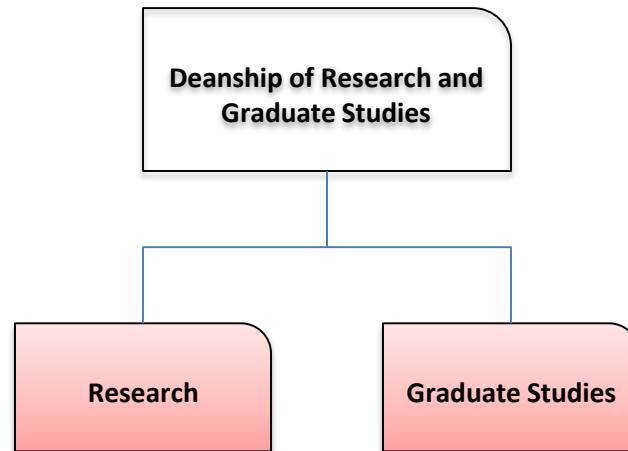 Deanship of Research and
Graduate Studies
Research
Graduate Studies